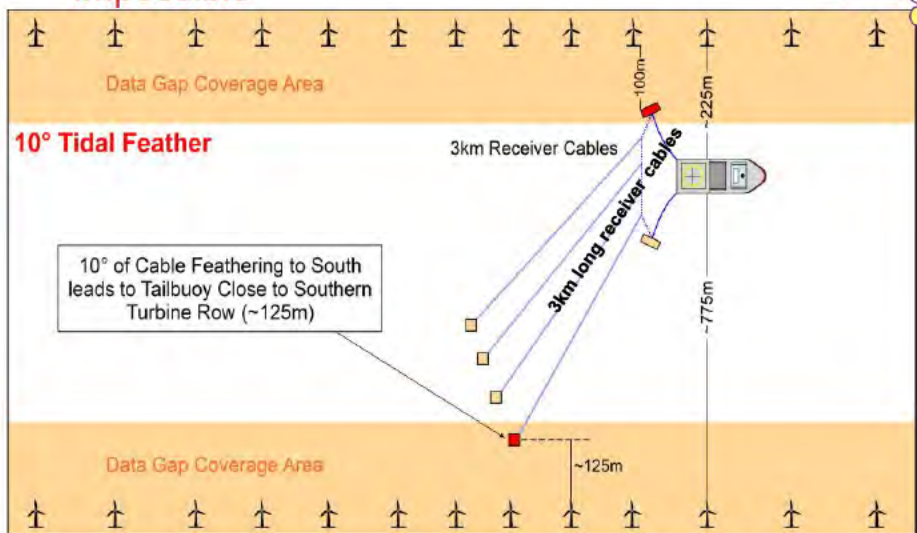 Data Gap Coverage Area
100m
~225m
10° Tidal Feather
3km Receiver Cables
3km long receiver cables
10° of Cable Feathering to South
leads to Tailbuoy Close to Southern
Turbine Row (~125m)
~775m
Data Gap Coverage Area
~125m